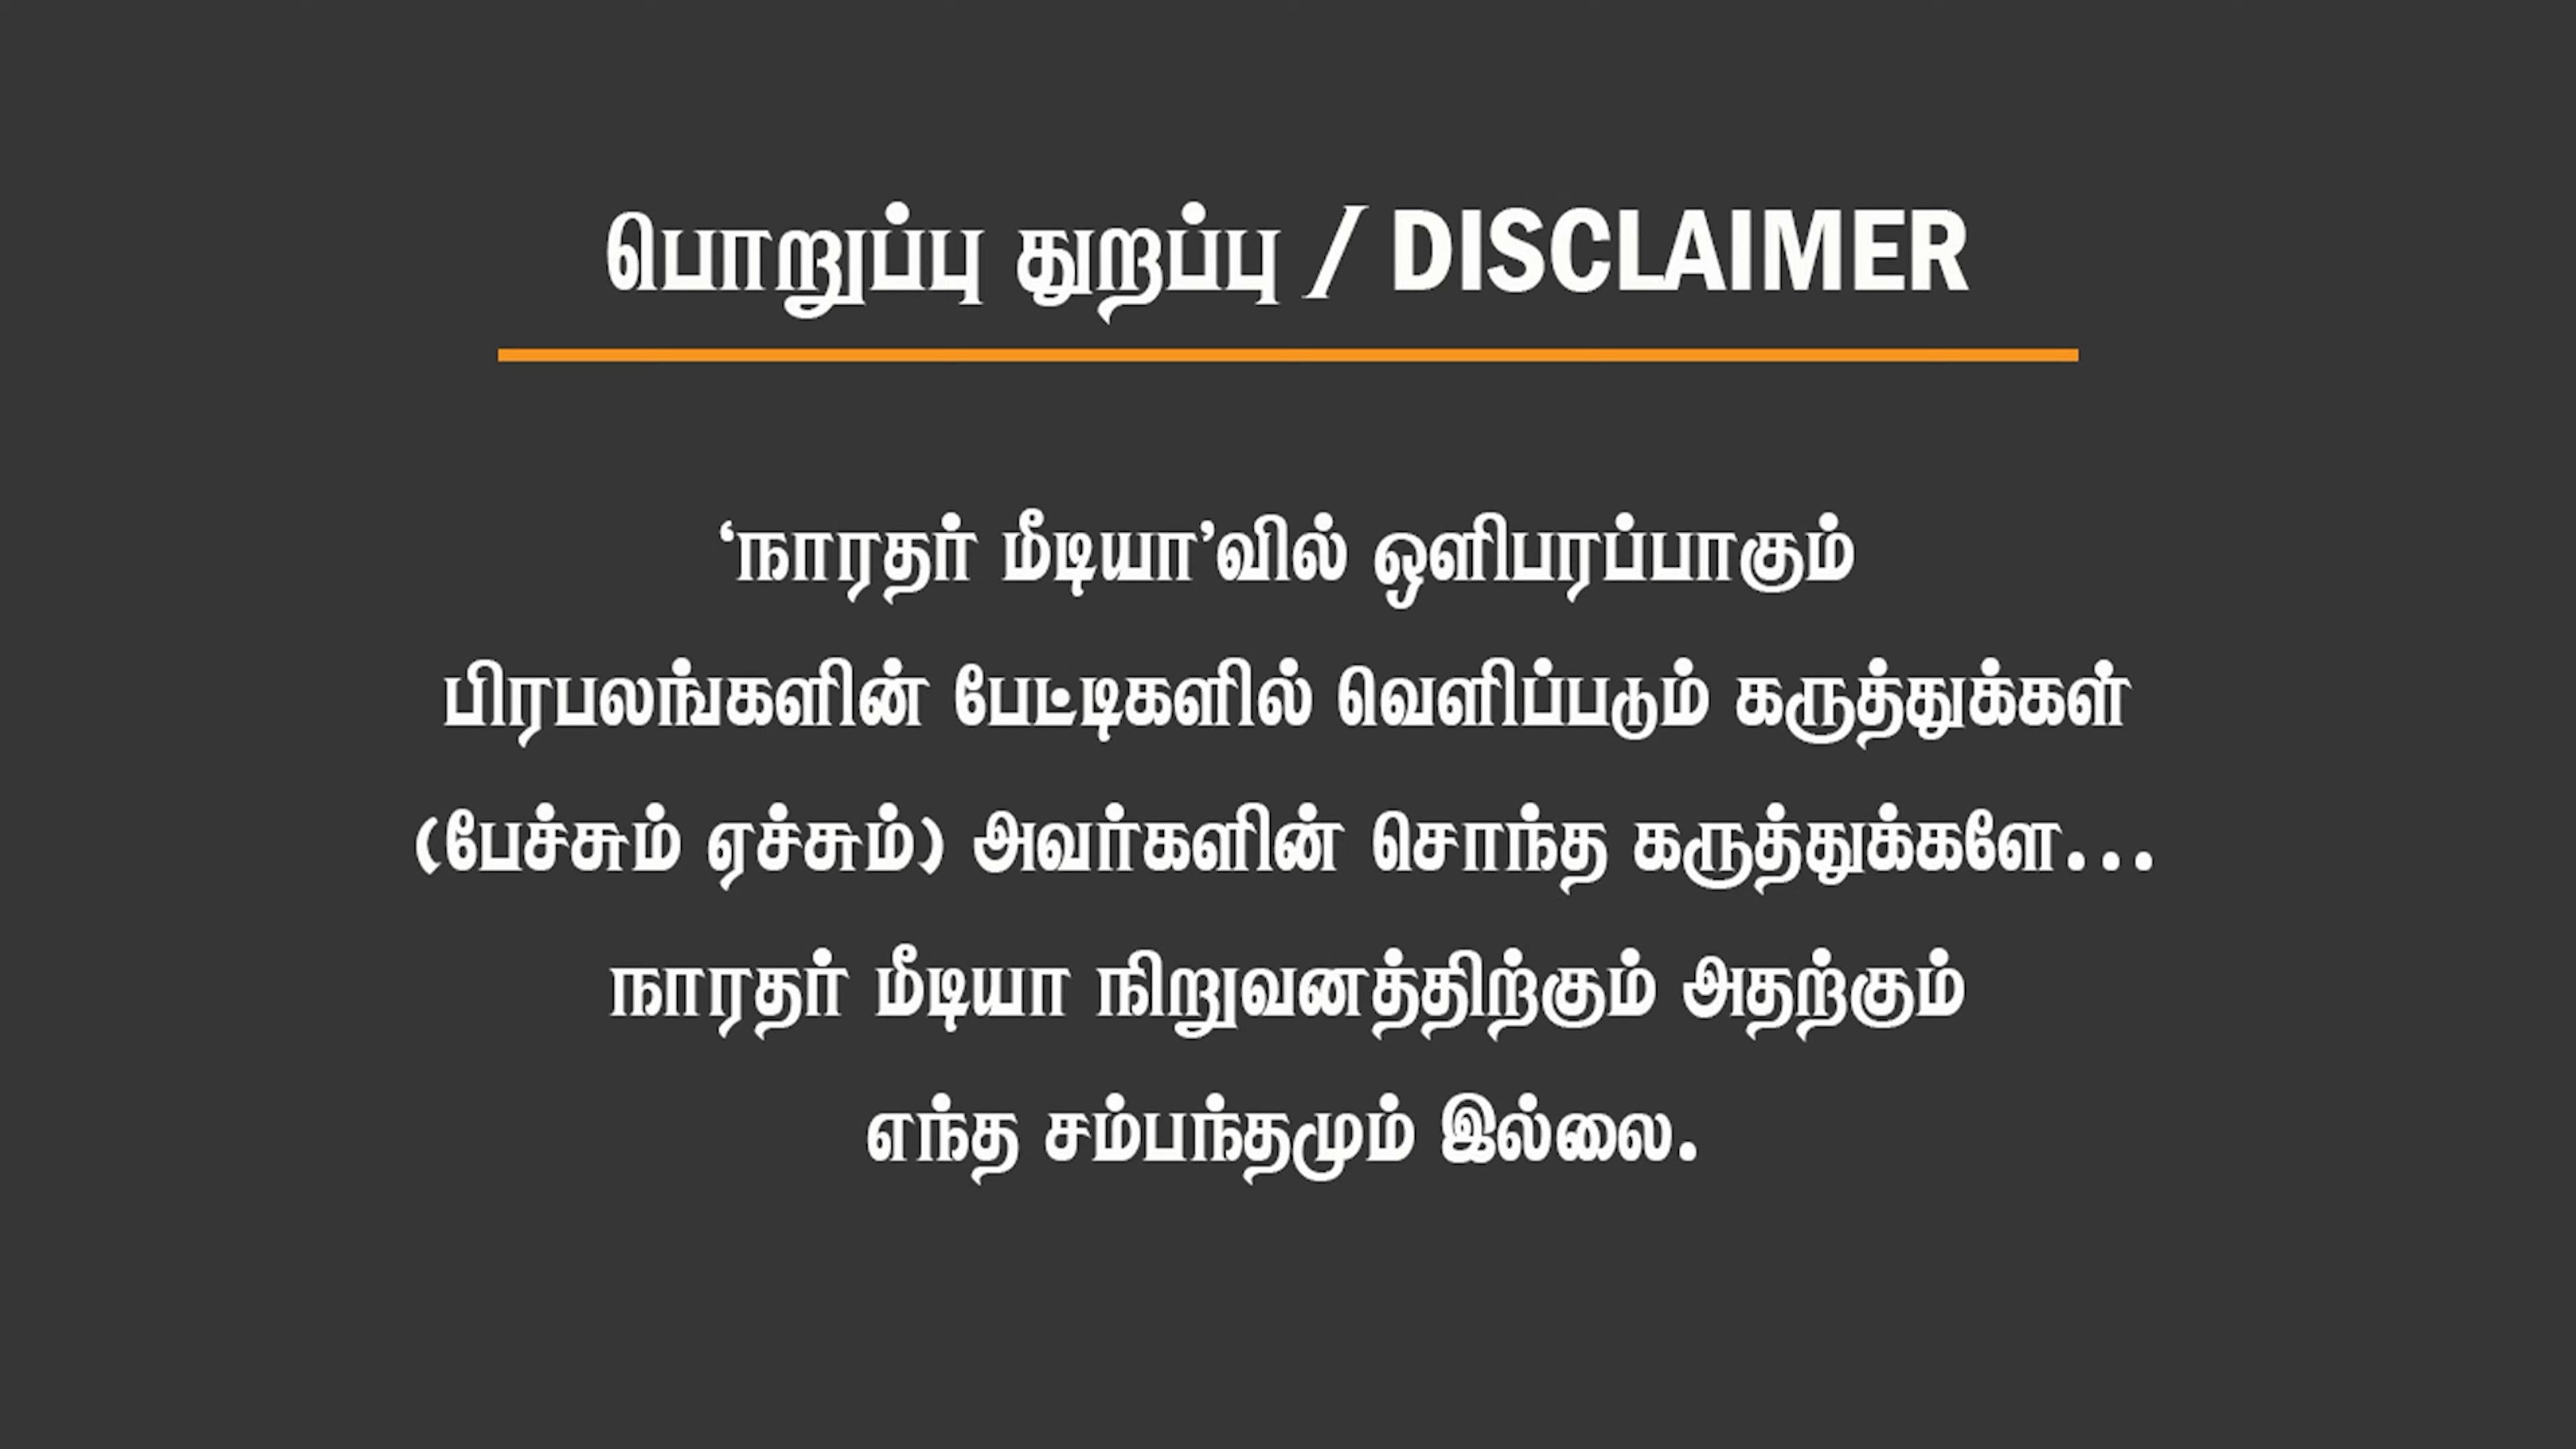 பொறுப்பு துறப்பு / DISCLAIMER
‘நாரதர் மீடியா’வில் ஒளிபரப்பாகும்
பிரபலங்களின் பேட்டிகளில் வெளிப்படும் கருத்துக்கள்
(பேச்சும் ஏச்சும்) அவர்களின் சொந்த கருத்துக்களே...
நாரதர் மீடியா நிறுவனத்திற்கும் அதற்கும்
எந்த சம்பந்தமும் இல்லை.